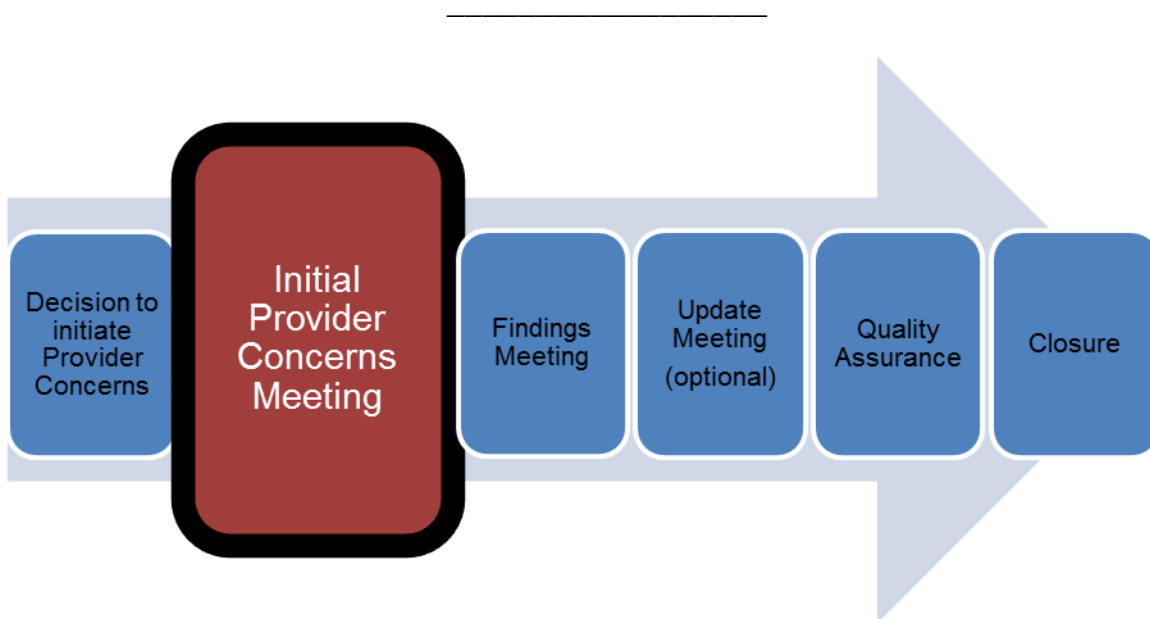 Decision to
initiate
Provider
Concerns
Initial
Provider
Concerns
Meeting
Findings
Meeting
Update
Meeting
(optional)
Quality
Assurance
Closure